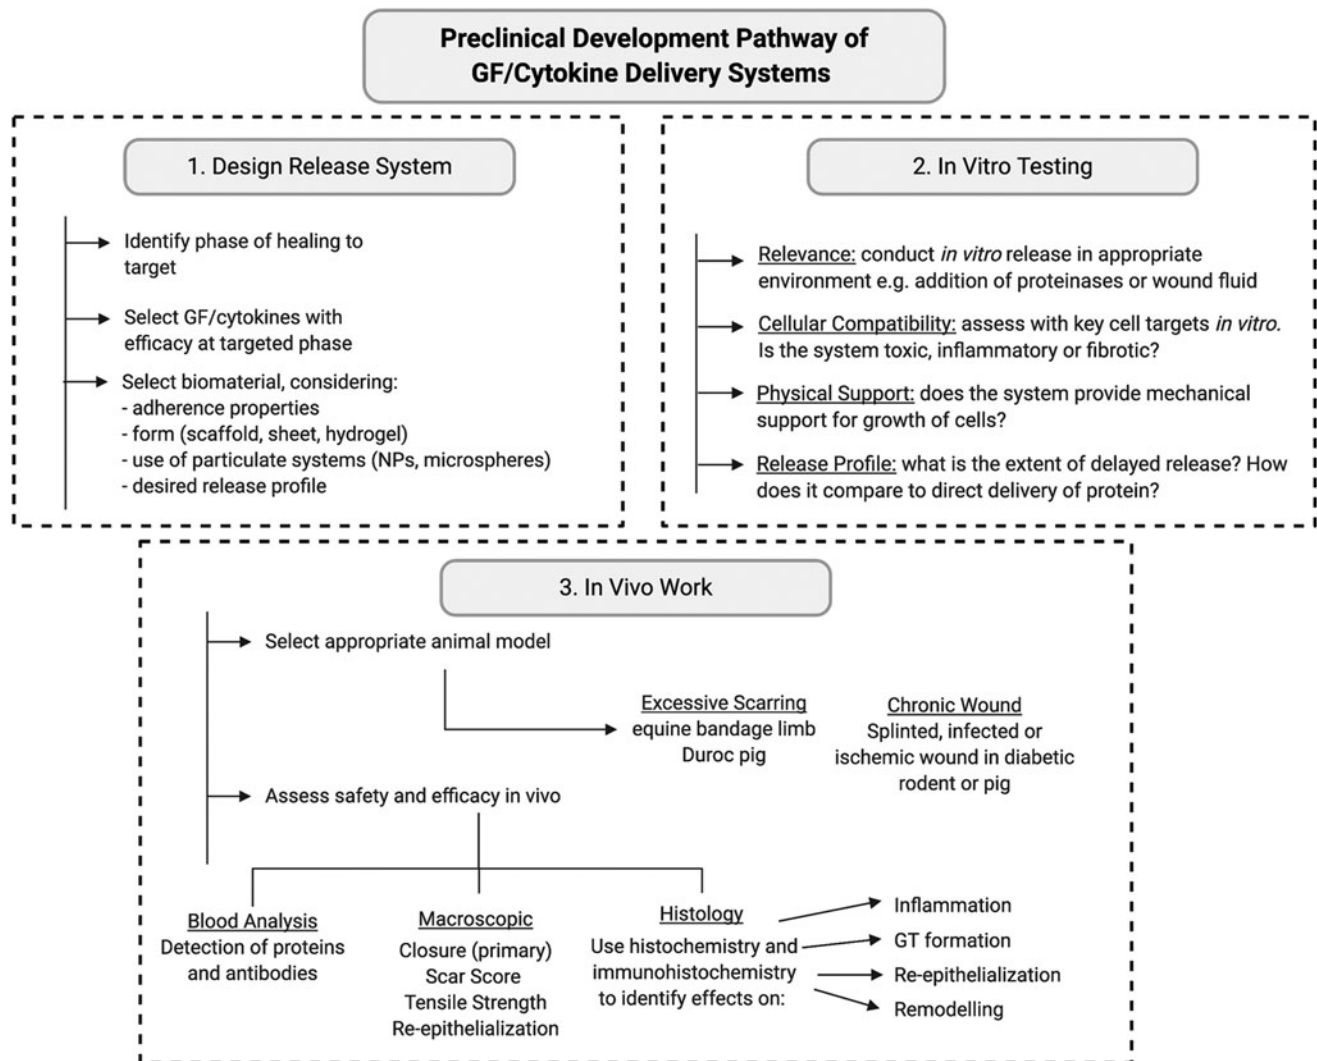 Preclinical Development Pathway of
GF/Cytokine Delivery Systems
1. Design Release System
Identify phase of healing to
target
Select GF/cytokines with
efficacy at targeted phase
Select biomaterial, considering:
- adherence properties
- form (scaffold, sheet, hydrogel)
- use of particulate systems (NPs, microspheres)
- desired release profile
2. In Vitro Testing
Relevance: conduct in vitro release in appropriate
environment e.g. addition of proteinases or wound fluid
Cellular Compatibility: assess with key cell targets in vitro.
Is the system toxic, inflammatory or fibrotic?
Physical Support: does the system provide mechanical
support for growth of cells?
Release Profile: what is the extent of delayed release? How
does it compare to direct delivery of protein?
3. In Vivo Work
Select appropriate animal model
Excessive Scarring
equine bandage limb
Duroc pig
Chronic Wound
Splinted, infected or
ischemic wound in diabetic
rodent or pig
Assess safety and efficacy in vivo
Blood Analysis
Detection of proteins
and antibodies
Macroscopic
Closure (primary)
Scar Score
Tensile Strength
Re-epithelialization
Histology
Use histochemistry and
immunohistochemistry
to identify effects on:
Inflammation
GT formation
Re-epithelialization
Remodelling